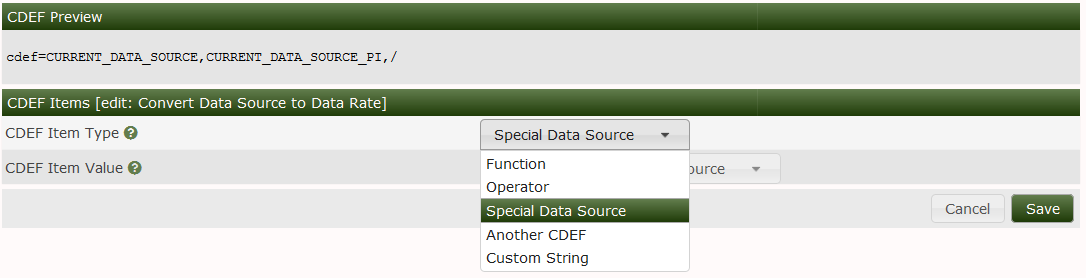 CDEF Preview
cdef=CURRENT_DATA_SOURCE,CURRENT_DATA_SOURCE_PI,/
CDEF Items [edit: Convert Data Source to Data Rate]
CDEF Item Type ? Special Data Source
Function
CDEF Item Value ?
Operator
Special Data Source
Another CDEF
Custom String
Cancel Save